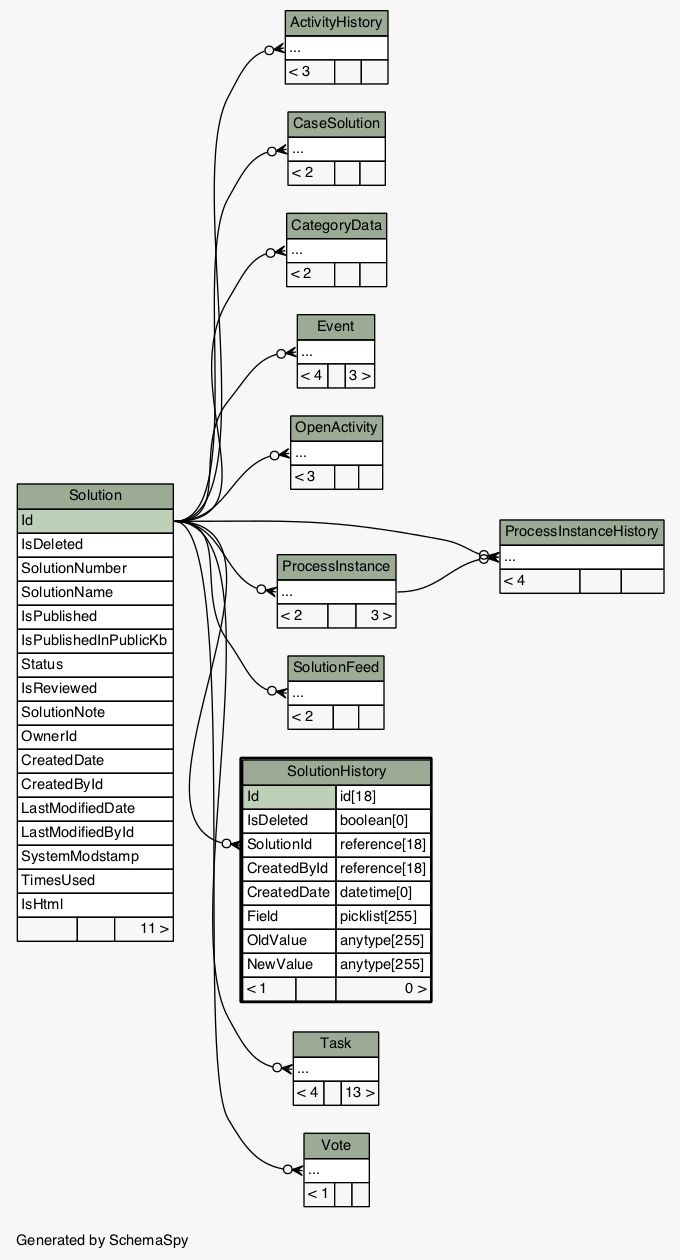 ActivityHistory
...
< 3
CaseSolution
...
< 2
CategoryData
...
< 2
Event
...
< 4 3 >
OpenActivity
...
< 3
Solution
Id
IsDeleted
SolutionNumber
SolutionName
IsPublished
IsPublishedInPublicKb
Status
IsReviewed
SolutionNote
OwnerId
CreatedDate
CreatedById
LastModifiedDate
LastModifiedById
SystemModstamp
TimesUsed
IsHtml
11 >
ProcessInstanceHistory
...
< 4
ProcessInstance
...
< 2 3 >
SolutionFeed
...
< 2
SolutionHistory
Id id[18]
IsDeleted boolean[0]
SolutionId reference[18]
CreatedById reference[18]
CreatedDate datetime[0]
Field picklist[255]
OldValue anytype[255]
NewValue anytype[255]
< 1 0 >
Task
...
< 4 13 >
Vote
...
< 1
Generated by SchemaSpy